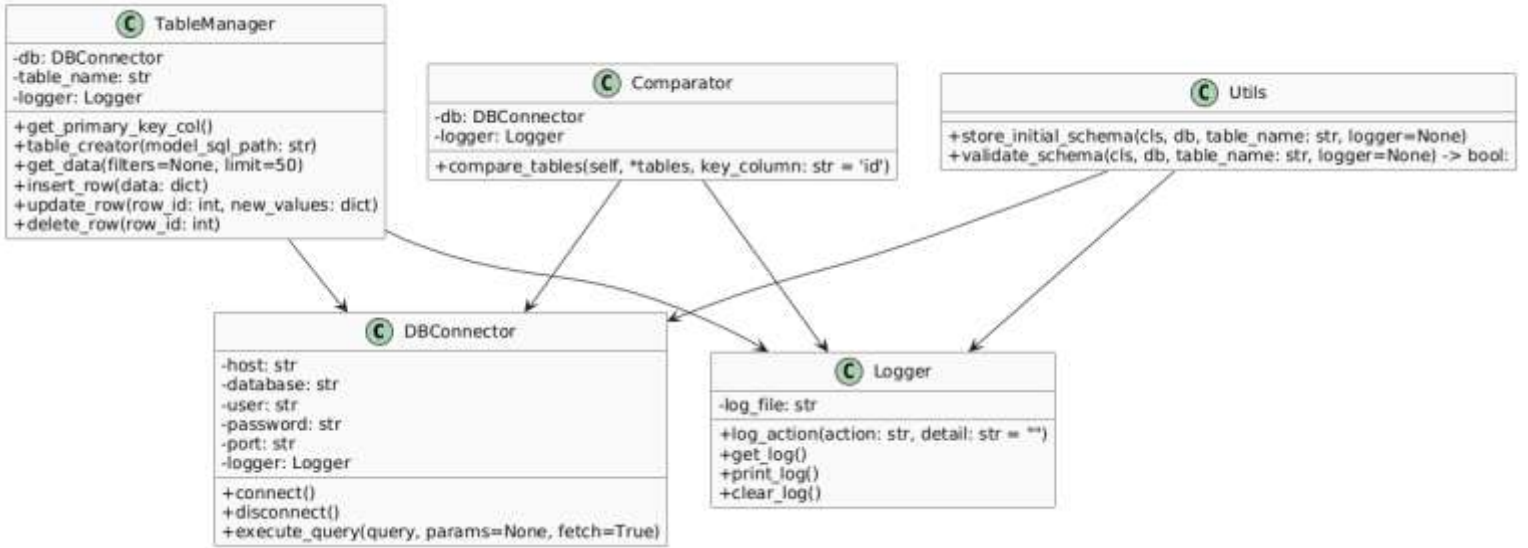 C TableManager
-db: DBConnector
-table_name: str
-logger: Logger
+get_primary_key_col()
+table_creator(model_sql_path: str)
+get_data(filters=None, limit=50)
+insert_row(data: dict)
+update_row(row_id: int, new_values: dict)
+delete_row(row_id: int)
C Comparator
-db: DBConnector
-logger: Logger
+compare_tables(self, *tables, key_column: str = 'id')
C Utils
+store_initial_schema(cls, db, table_name: str, logger=None)
+validate_schema(cls, db, table_name: str, logger=None) -> bool:
C DBConnector
-host: str
-database: str
-user: str
-password: str
-port: str
-logger: Logger
+connect()
+disconnect()
+execute_query(query, params=None, fetch=True)
C Logger
-log_file: str
+log_action(action: str, detail: str = "")
+get_log()
+print_log()
+clear_log()